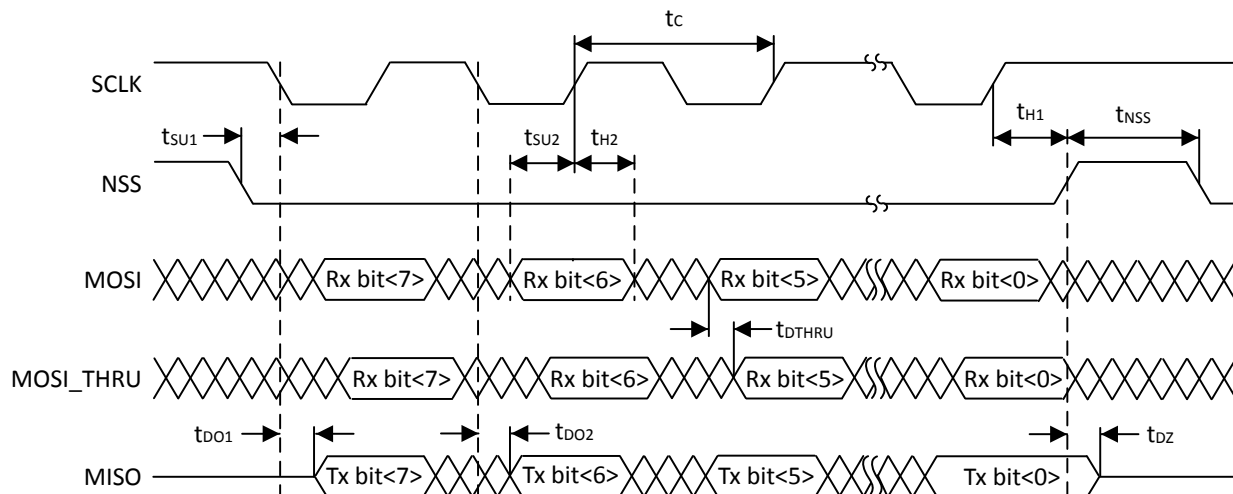 tC
SCLK
tH1 tNSS
tSU1 tSU2 tH2
NSS
MOSI Rx bit<7> Rx bit<6> Rx bit<5> Rx bit<0>
tDTHRU
MOSI_THRU Rx bit<7> Rx bit<6> Rx bit<5> Rx bit<0>
tDO1 tDO2 tDZ
MISO Tx bit<7> Tx bit<6> Tx bit<5> Tx bit<0>